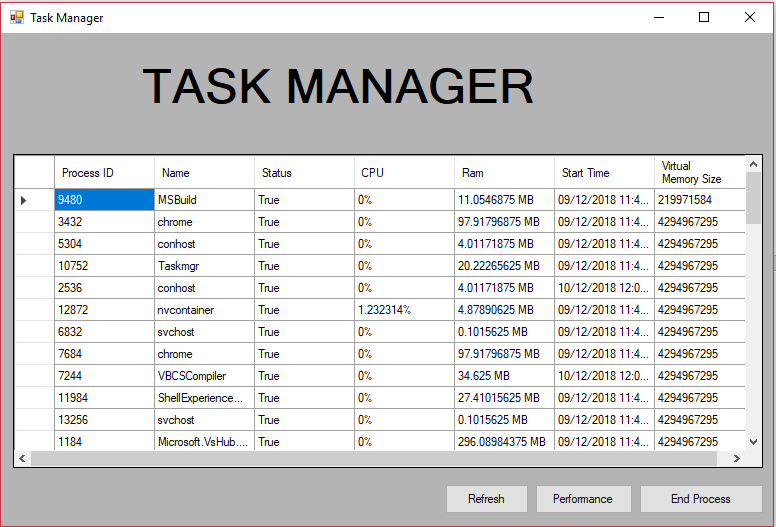 Task Manager
TASK MANAGER
Process ID Name Status CPU Ram Start Time Virtual Memory Size
9480 MSBuild True 0% 11.0546875 MB 09/12/2018 11:4... 219971584
3432 chrome True 0% 97.91796875 MB 09/12/2018 11:4... 4294967295
5304 conhost True 0% 4.01171875 MB 09/12/2018 11:4... 4294967295
10752 Taskmgr True 0% 20.22265625 MB 09/12/2018 11:4... 4294967295
2536 conhost True 0% 4.01171875 MB 10/12/2018 12:0... 4294967295
12872 nvcontainer True 1.232314% 4.87890625 MB 09/12/2018 11:4... 4294967295
6832 svchost True 0% 0.1015625 MB 09/12/2018 11:4... 4294967295
7684 chrome True 0% 97.91796875 MB 09/12/2018 11:4... 4294967295
7244 VBCSCompiler True 0% 34.625 MB 10/12/2018 12:0... 4294967295
11984 ShellExperience... True 0% 27.41015625 MB 09/12/2018 11:4... 4294967295
13256 svchost True 0% 0.1015625 MB 09/12/2018 11:4... 4294967295
1184 Microsoft.VsHub.... True 0% 296.08984375 MB 09/12/2018 11:4... 4294967295
Refresh Performance End Process